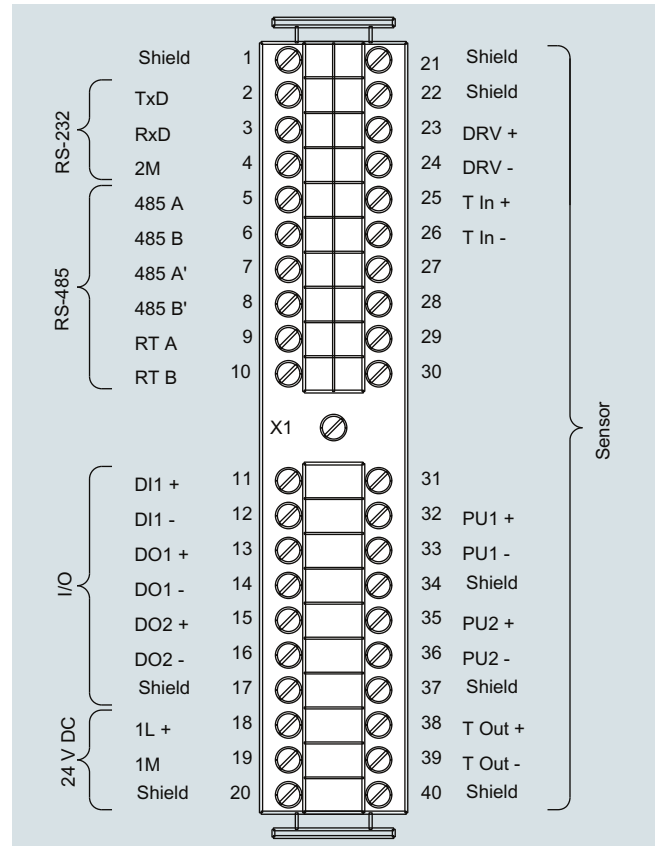 Shield 1 21 Shield
TxD 2 22 Shield
RxD 3 23 DRV +
2M 4 24 DRV -
RS-232
485 A 5 25 T In +
485 B 6 26 T In -
485 A' 7 27
485 B' 8 28
RT A 9 29
RT B 10 30
RS-485
X1
Sensor
DI1 + 11 31
DI1 - 12 32 PU1 +
DO1 + 13 33 PU1 -
DO1 - 14 34 Shield
DO2 + 15 35 PU2 +
DO2 - 16 36 PU2 -
Shield 17 37 Shield
I/O
1L + 18 38 T Out +
1M 19 39 T Out -
Shield 20 40 Shield
24 V DC